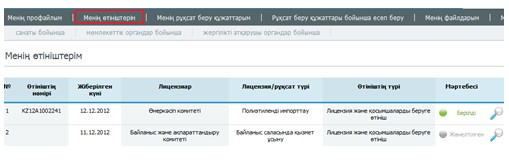 Менің профайлым | Менің өтініштерім | Менің рұқсат беру құжаттарым | Рұқсат беру құжаттары бойынша есеп беру | Менің файлдарым | М
санаты бойынша мемлекеттік органдар бойынша жергілікті атқарушы органдар бойынша
Менің өтініштерім
№ Өтініштің нөмірі Жіберілген күні Лицензиар Лицензия/рұқсат түрі Өтініштің түрі Мәртебесі
1 KZ12A1002241 12.12.2012 Өнеркәсіп комитеті Полиэтиленді импорттау Лицензия және қосымшаларды беруге өтініш Берілді
2 11.12.2012 Байланыс және ақпараттандыру комитеті Байланыс саласында қызмет ұсыну Лицензия және қосымшаларды беруге өтініш Жөнелтілген